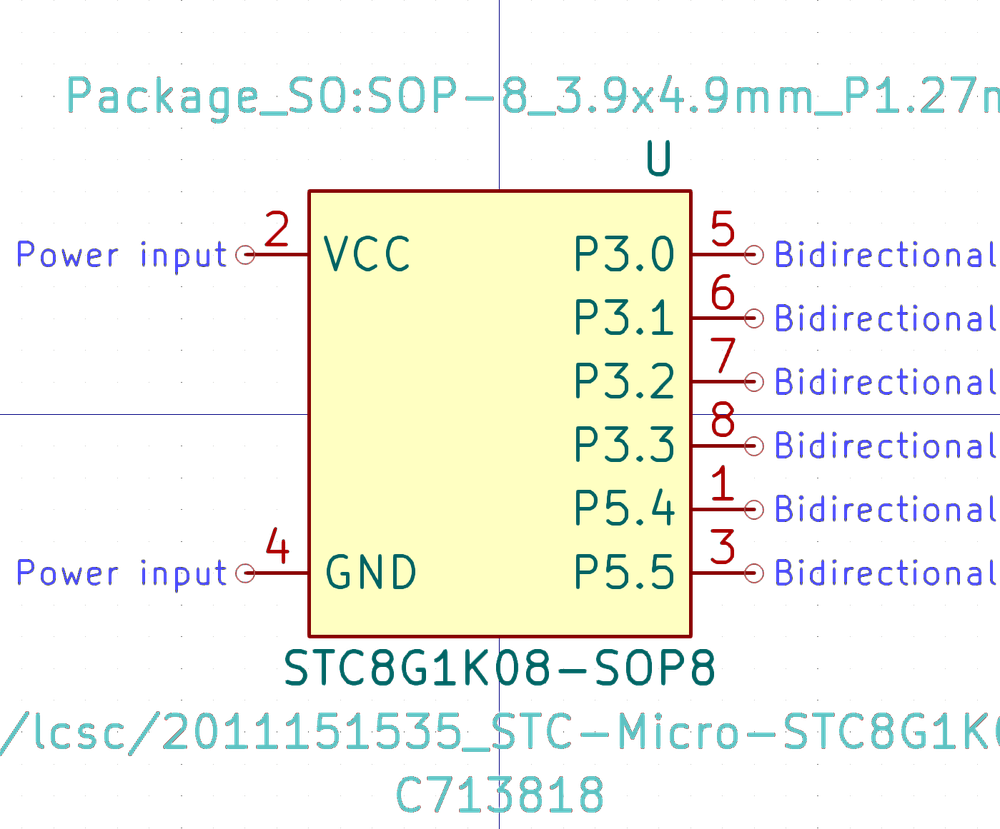 Package_SO:SOP-8_3.9x4.9mm_P1.27m
U
2 5
Power input VCC P3.0 Bidirectional
6
P3.1 Bidirectional
7
P3.2 Bidirectional
8
P3.3 Bidirectional
1
P5.4 Bidirectional
4 3
Power input GND P5.5 Bidirectional
STC8G1K08-SOP8
/lcsc/2011151535_STC-Micro-STC8G1K0
C713818